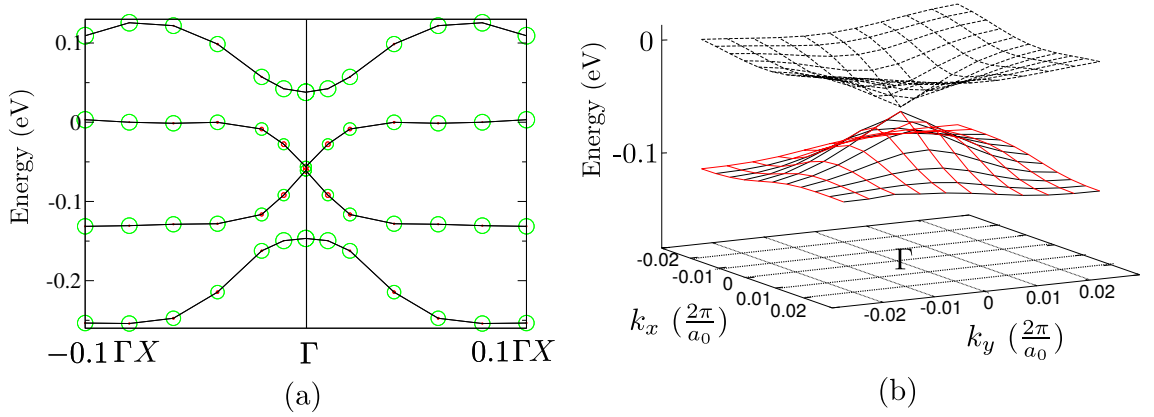 0.1
0
-0.1
-0.2
Energy (eV)
−0.1ΓX
Γ
0.1ΓX
(a)
0
-0.1
Energy (eV)
Γ
-0.02
-0.01
0
0.01
0.02
-0.02
-0.01
0
0.01
0.02
k_x (2π/a_0)
k_y (2π/a_0)
(b)